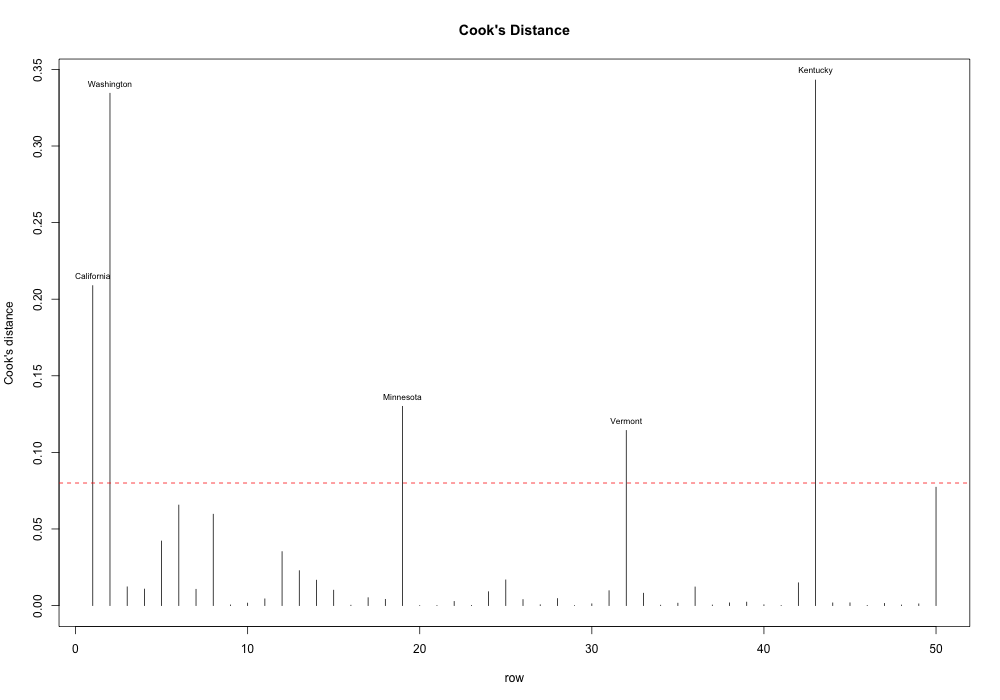 Cook's Distance
Cook's distance
0.35
0.30
0.25
0.20
0.15
0.10
0.05
0.00
Kentucky
Washington
California
Minnesota
Vermont
0
10
20
30
40
50
row